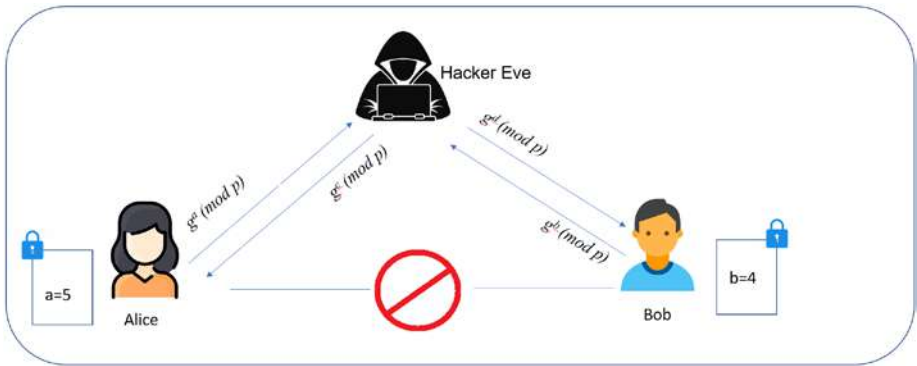 Hacker Eve
g^a (mod p)
g^c (mod p)
g^d (mod p)
g^b (mod p)
a=5
Alice
b=4
Bob